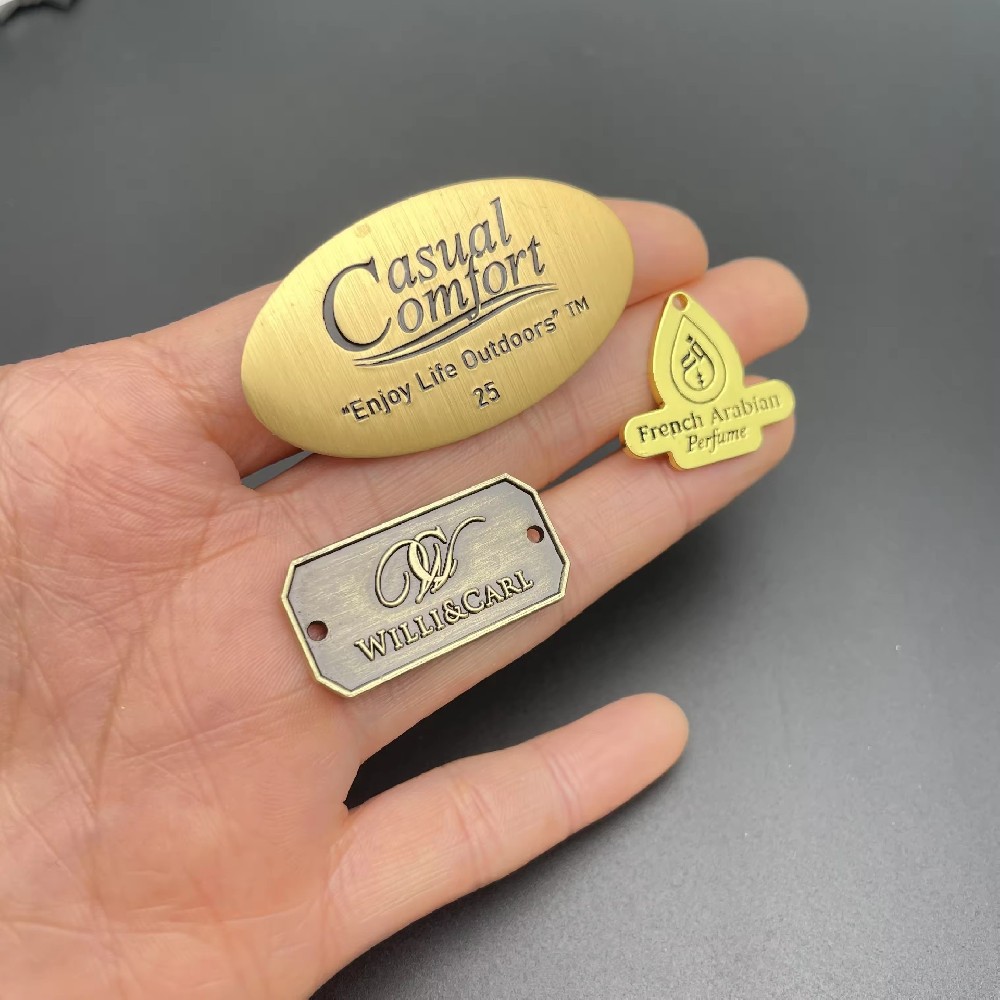 Casual
Comfort
"Enjoy Life Outdoors" TM
25
French Arabian
Perfume
WILLI&CARL